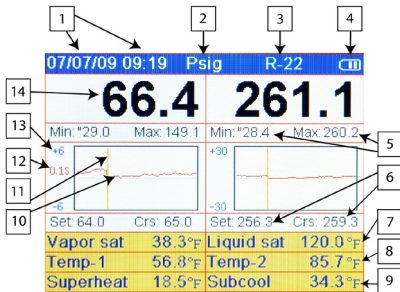 1 2 3 4
07/07/09 09:19 Psig R-22
14 66.4 261.1
Min:"29.0 Max:149.1 Min:"28.4 Max:260.2
13 +6 +30 5
12 0.1S
11 6
10 -6 -30
Set: 64.0 Crs: 65.0 Set: 256.3 Crs: 259.3
Vapor sat 38.3°F Liquid sat 120.0°F 7
Temp-1 56.8°F Temp-2 85.7°F 8
Superheat 18.5°F Subcool 34.3°F 9